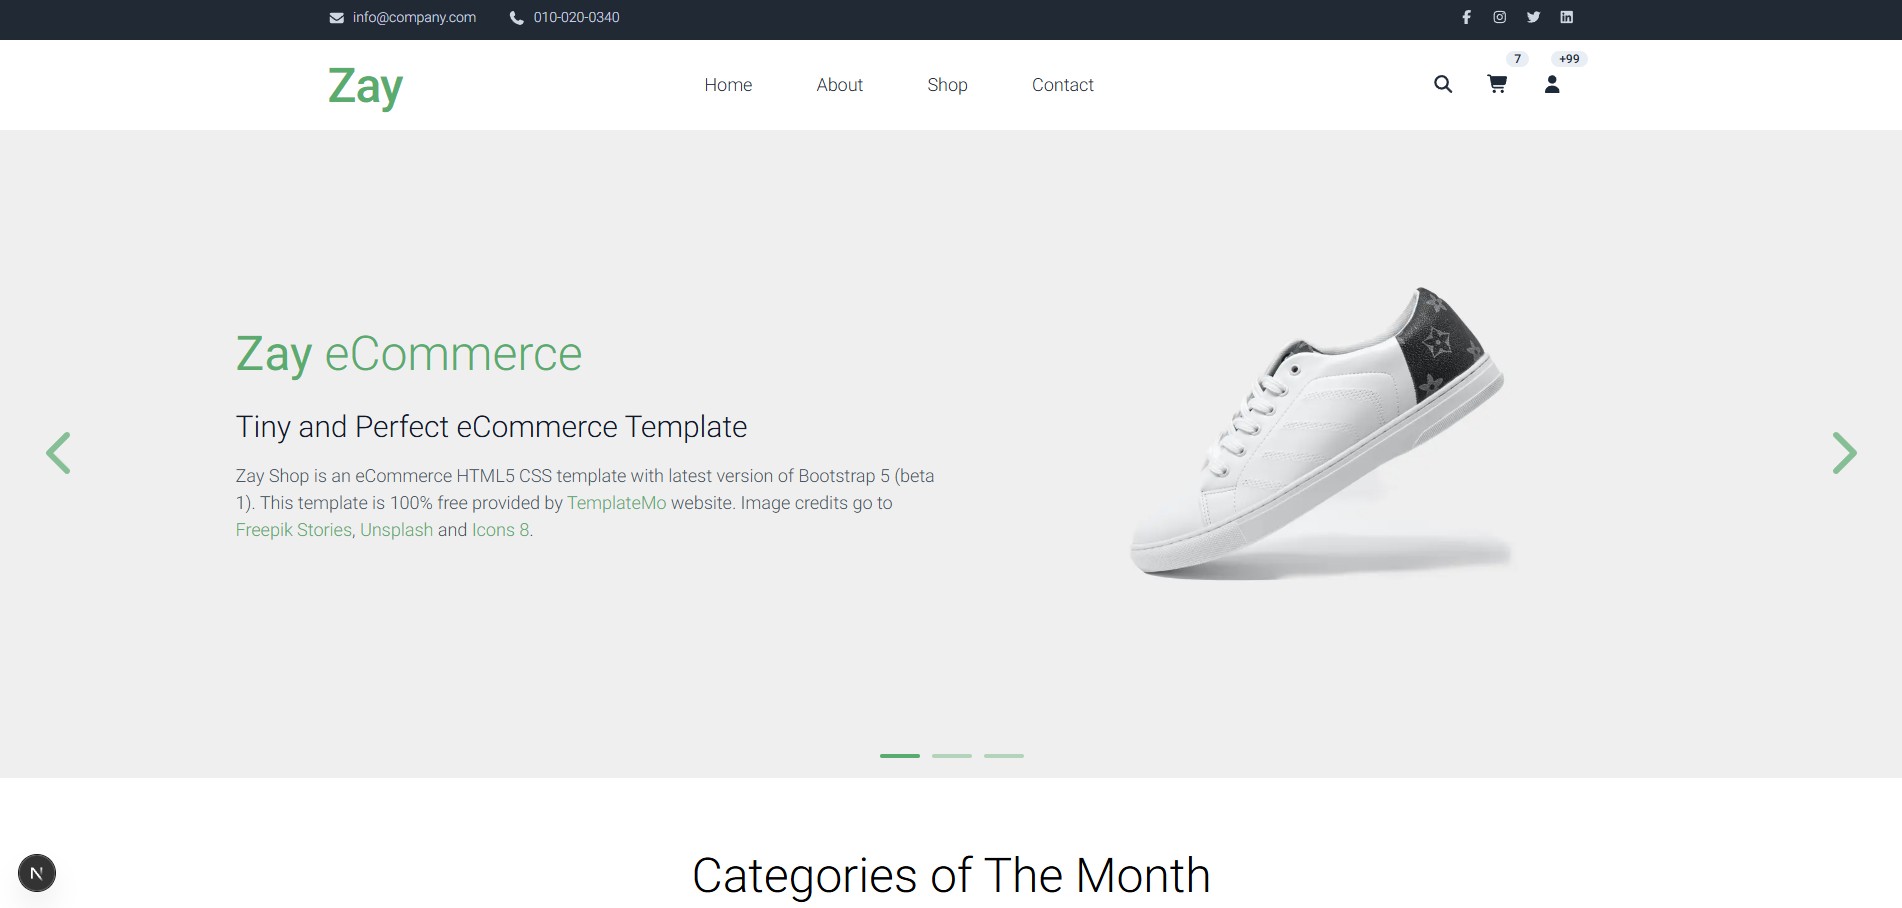 info@company.com 010-020-0340
7 +99
Zay Home About Shop Contact
Zay eCommerce
Tiny and Perfect eCommerce Template
Zay Shop is an eCommerce HTML5 CSS template with latest version of Bootstrap 5 (beta
1). This template is 100% free provided by TemplateMo website. Image credits go to
Freepik Stories, Unsplash and Icons 8.
N
Categories of The Month